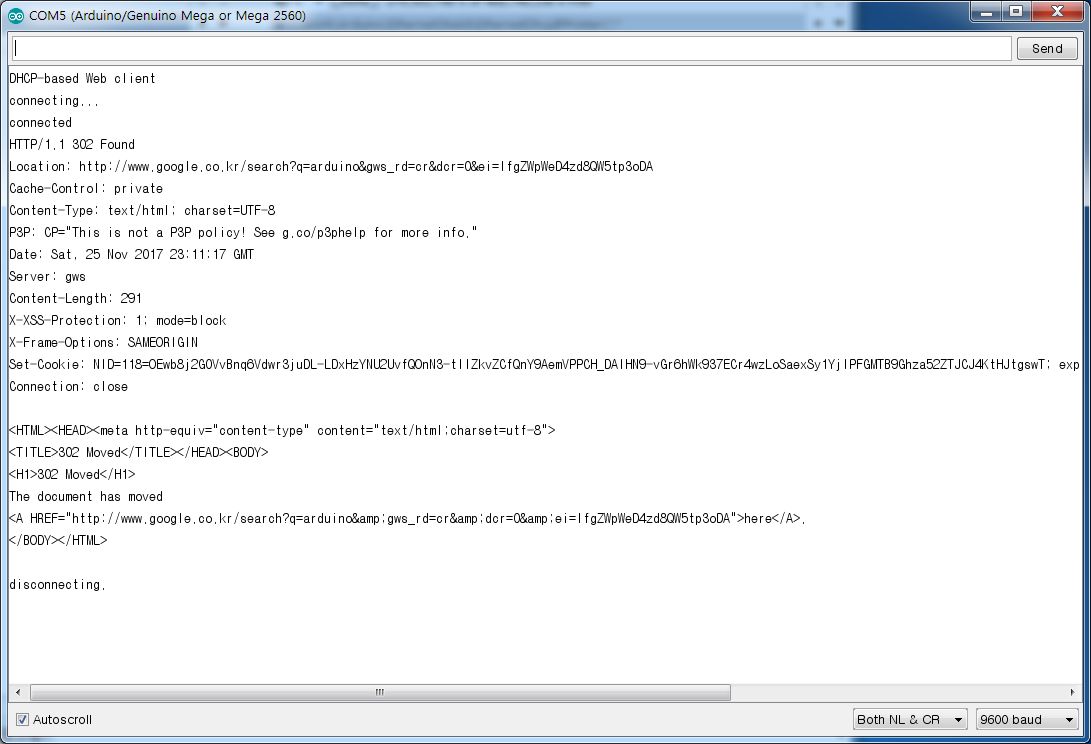 COM5 (Arduino/Genuino Mega or Mega 2560)
Send
DHCP-based Web client
connecting...
connected
HTTP/1.1 302 Found
Location: http://www.google.co.kr/search?q=arduino&gws_rd=cr&dcr=0&ei=IfgZWpWeD4zd8QW5tp3oDA
Cache-Control: private
Content-Type: text/html; charset=UTF-8
P3P: CP="This is not a P3P policy! See g.co/p3phelp for more info."
Date: Sat, 25 Nov 2017 23:11:17 GMT
Server: gws
Content-Length: 291
X-XSS-Protection: 1; mode=block
X-Frame-Options: SAMEORIGIN
Set-Cookie: NID=118=OEwb8j2G0VvBnq6Vdwr3juDL-LDxHzYNU2UvfQOnN3-tlIZkvZCfQnY9AemVPPCH_DAIHN9-vGr6hWk937ECr4wzLoSaexSy1YjlPFGMTB9Ghza52ZTJCJ4KtHJtgswT; exp
Connection: close
<HTML><HEAD><meta http-equiv="content-type" content="text/html;charset=utf-8">
<TITLE>302 Moved</TITLE></HEAD><BODY>
<H1>302 Moved</H1>
The document has moved
<A HREF="http://www.google.co.kr/search?q=arduino&amp;gws_rd=cr&amp;dcr=0&amp;ei=IfgZWpWeD4zd8QW5tp3oDA">here</A>.
</BODY></HTML>
disconnecting.
Autoscroll
Both NL & CR
9600 baud